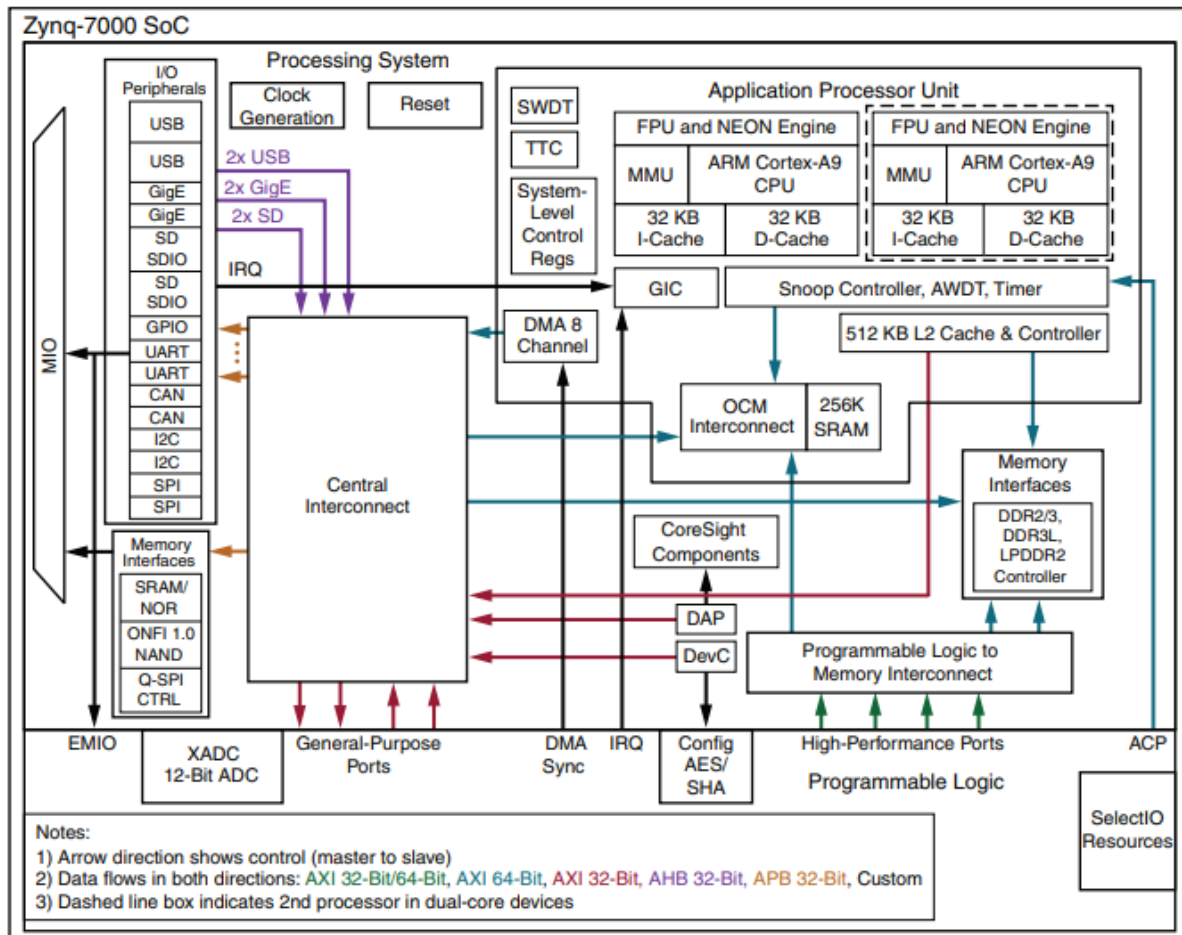 Zynq-7000 SoC
Processing System
I/O
Peripherals
USB
USB
GigE
GigE
SD
SDIO
SD
SDIO
GPIO
UART
UART
CAN
CAN
I2C
I2C
SPI
SPI
MIO
Clock
Generation
Reset
2x USB
2x GigE
2x SD
IRQ
Application Processor Unit
SWDT
TTC
System-
Level
Control
Regs
FPU and NEON Engine
MMU
ARM Cortex-A9
CPU
32 KB
I-Cache
32 KB
D-Cache
FPU and NEON Engine
MMU
ARM Cortex-A9
CPU
32 KB
I-Cache
32 KB
D-Cache
GIC
Snoop Controller, AWDT, Timer
DMA 8
Channel
512 KB L2 Cache & Controller
OCM
Interconnect
256K
SRAM
Central
Interconnect
Memory
Interfaces
DDR2/3,
DDR3L,
LPDDR2
Controller
CoreSight
Components
DAP
DevC
Programmable Logic to
Memory Interconnect
Memory
Interfaces
SRAM/
NOR
ONFI 1.0
NAND
Q-SPI
CTRL
EMIO
XADC
12-Bit ADC
General-Purpose
Ports
DMA
Sync
IRQ
Config
AES/
SHA
High-Performance Ports
ACP
Programmable Logic
SelectIO
Resources
Notes:
1) Arrow direction shows control (master to slave)
2) Data flows in both directions: AXI 32-Bit/64-Bit, AXI 64-Bit, AXI 32-Bit, AHB 32-Bit, APB 32-Bit, Custom
3) Dashed line box indicates 2nd processor in dual-core devices